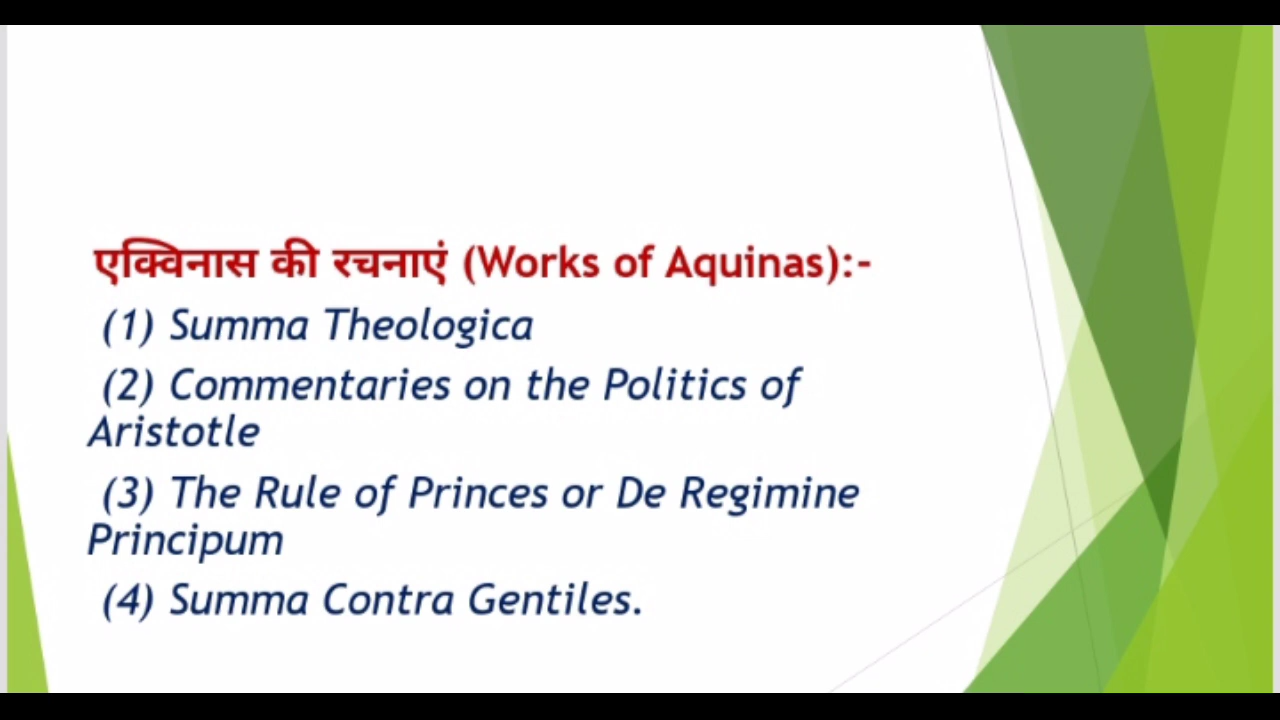 एक्विनास की रचनाएं (Works of Aquinas):-
(1) Summa Theologica
(2) Commentaries on the Politics of
Aristotle
(3) The Rule of Princes or De Regimine
Principum
(4) Summa Contra Gentiles.